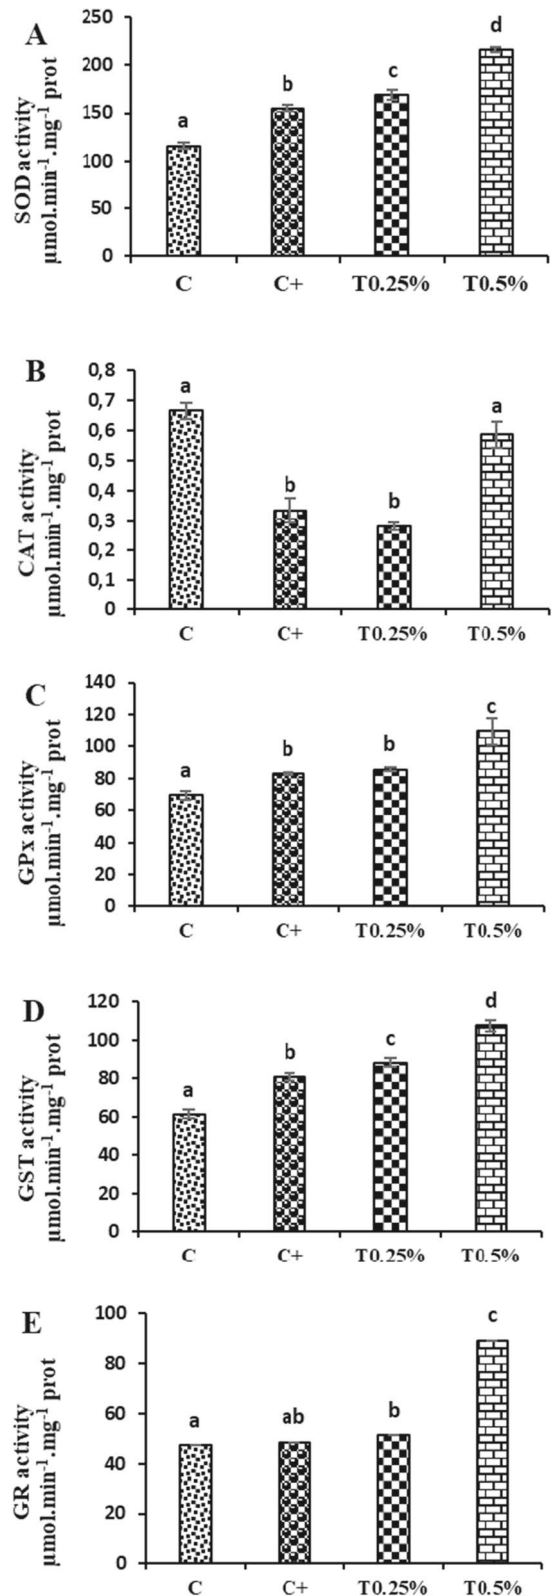 A
SOD activity
µmol.min-1.mg-1 prot
250
200
150
100
50
0
a
b
c
d
C
C+
T0.25%
T0.5%
B
CAT activity
µmol.min-1.mg-1 prot
0,8
0,7
0,6
0,5
0,4
0,3
0,2
0,1
0
a
b
b
a
C
C+
T0.25%
T0.5%
C
GPx activity
µmol.min-1.mg-1 prot
140
120
100
80
60
40
20
0
a
b
b
c
C
C+
T0.25%
T0.5%
D
GST activity
µmol.min-1.mg-1 prot
120
100
80
60
40
20
0
a
b
c
d
C
C+
T0.25%
T0.5%
E
GR activity
µmol.min-1.mg-1 prot
100
80
60
40
20
0
a
ab
b
c
C
C+
T0.25%
T0.5%